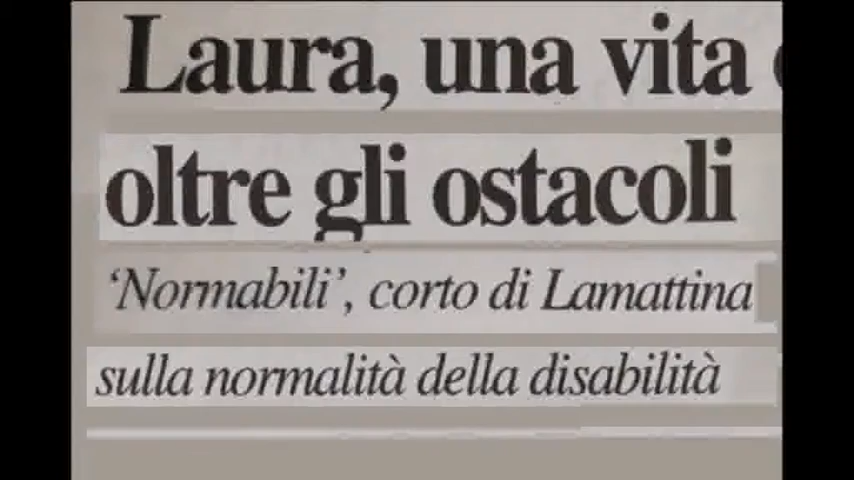 Laura, una vita
oltre gli ostacoli
‘Normabili’, corto di Lamattina
sulla normalità della disabilità